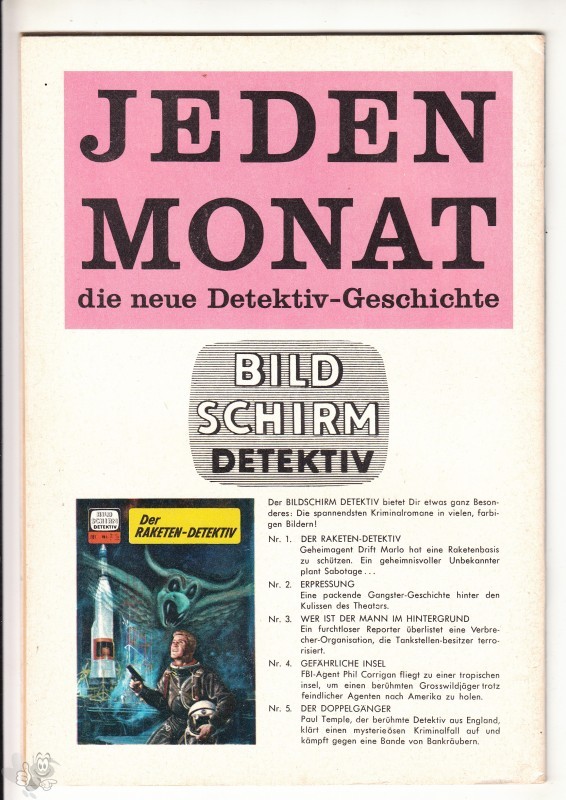 JEDEN
MONAT
die neue Detektiv-Geschichte
BILD
SCHIRM
DETEKTIV
BILD
SCHIRM
DETEKTIV
Der
RAKETEN-DETEKTIV
Der BILDSCHIRM DETEKTIV bietet Dir etwas ganz Beson-
deres: Die spannendsten Kriminalromane in vielen, farbi-
gen Bildern!
Nr. 1. DER RAKETEN-DETEKTIV
Geheimagent Drift Marlo hat eine Raketenbasis
zu schützen. Ein geheimnisvoller Unbekannter
plant Sabotage . . .
Nr. 2. ERPRESSUNG
Eine packende Gangster-Geschichte hinter den
Kulissen des Theaters.
Nr. 3. WER IST DER MANN IM HINTERGRUND
Ein furchtloser Reporter überlistet eine Verbre-
cher-Organisation, die Tankstellen-besitzer terro-
risiert.
Nr. 4. GEFÄHRLICHE INSEL
FBI-Agent Phil Corrigan fliegt zu einer tropischen
insel, um einen berühmten Grosswildjäger trotz
feindlicher Agenten nach Amerika zu holen.
Nr. 5. DER DOPPELGÄNGER
Paul Temple, der berühmte Detektiv aus England,
klärt einen mysterieösen Kriminalfall auf und
kämpft gegen eine Bande von Bankräubern.